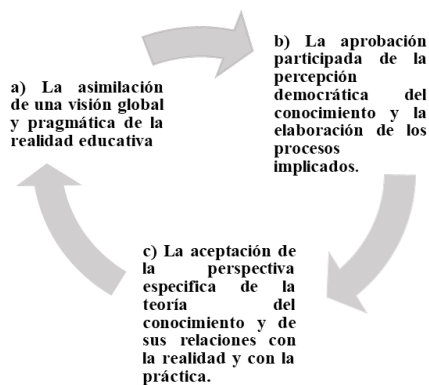 a) La asimilación
de una visión global
y pragmática de la
realidad educativa
b) La aprobación
participada de la
percepción
democrática del
conocimiento y la
elaboración de los
procesos
implicados.
c) La aceptación de
la perspectiva
especifica de la
teoría del
conocimiento y de
sus relaciones con
la realidad y con la
práctica.